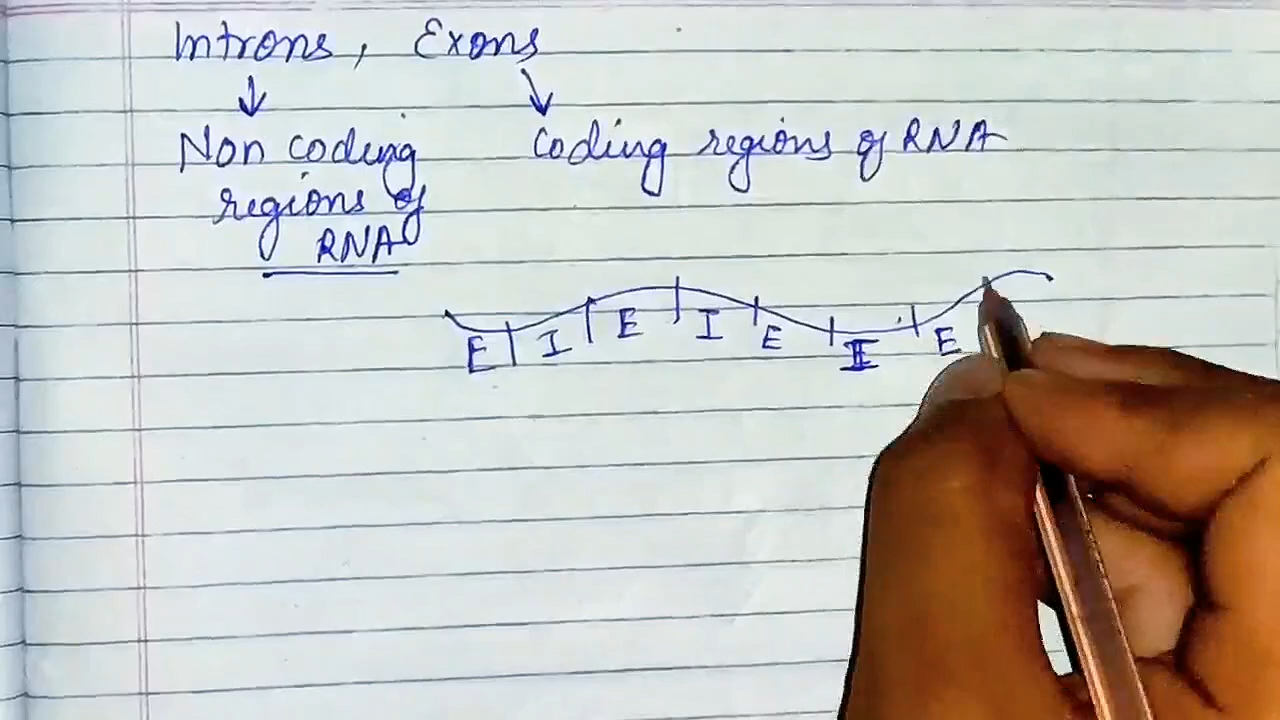 Introns, Exons
Non coding
regions of
RNA
Coding regions of RNA
E I E I E I E